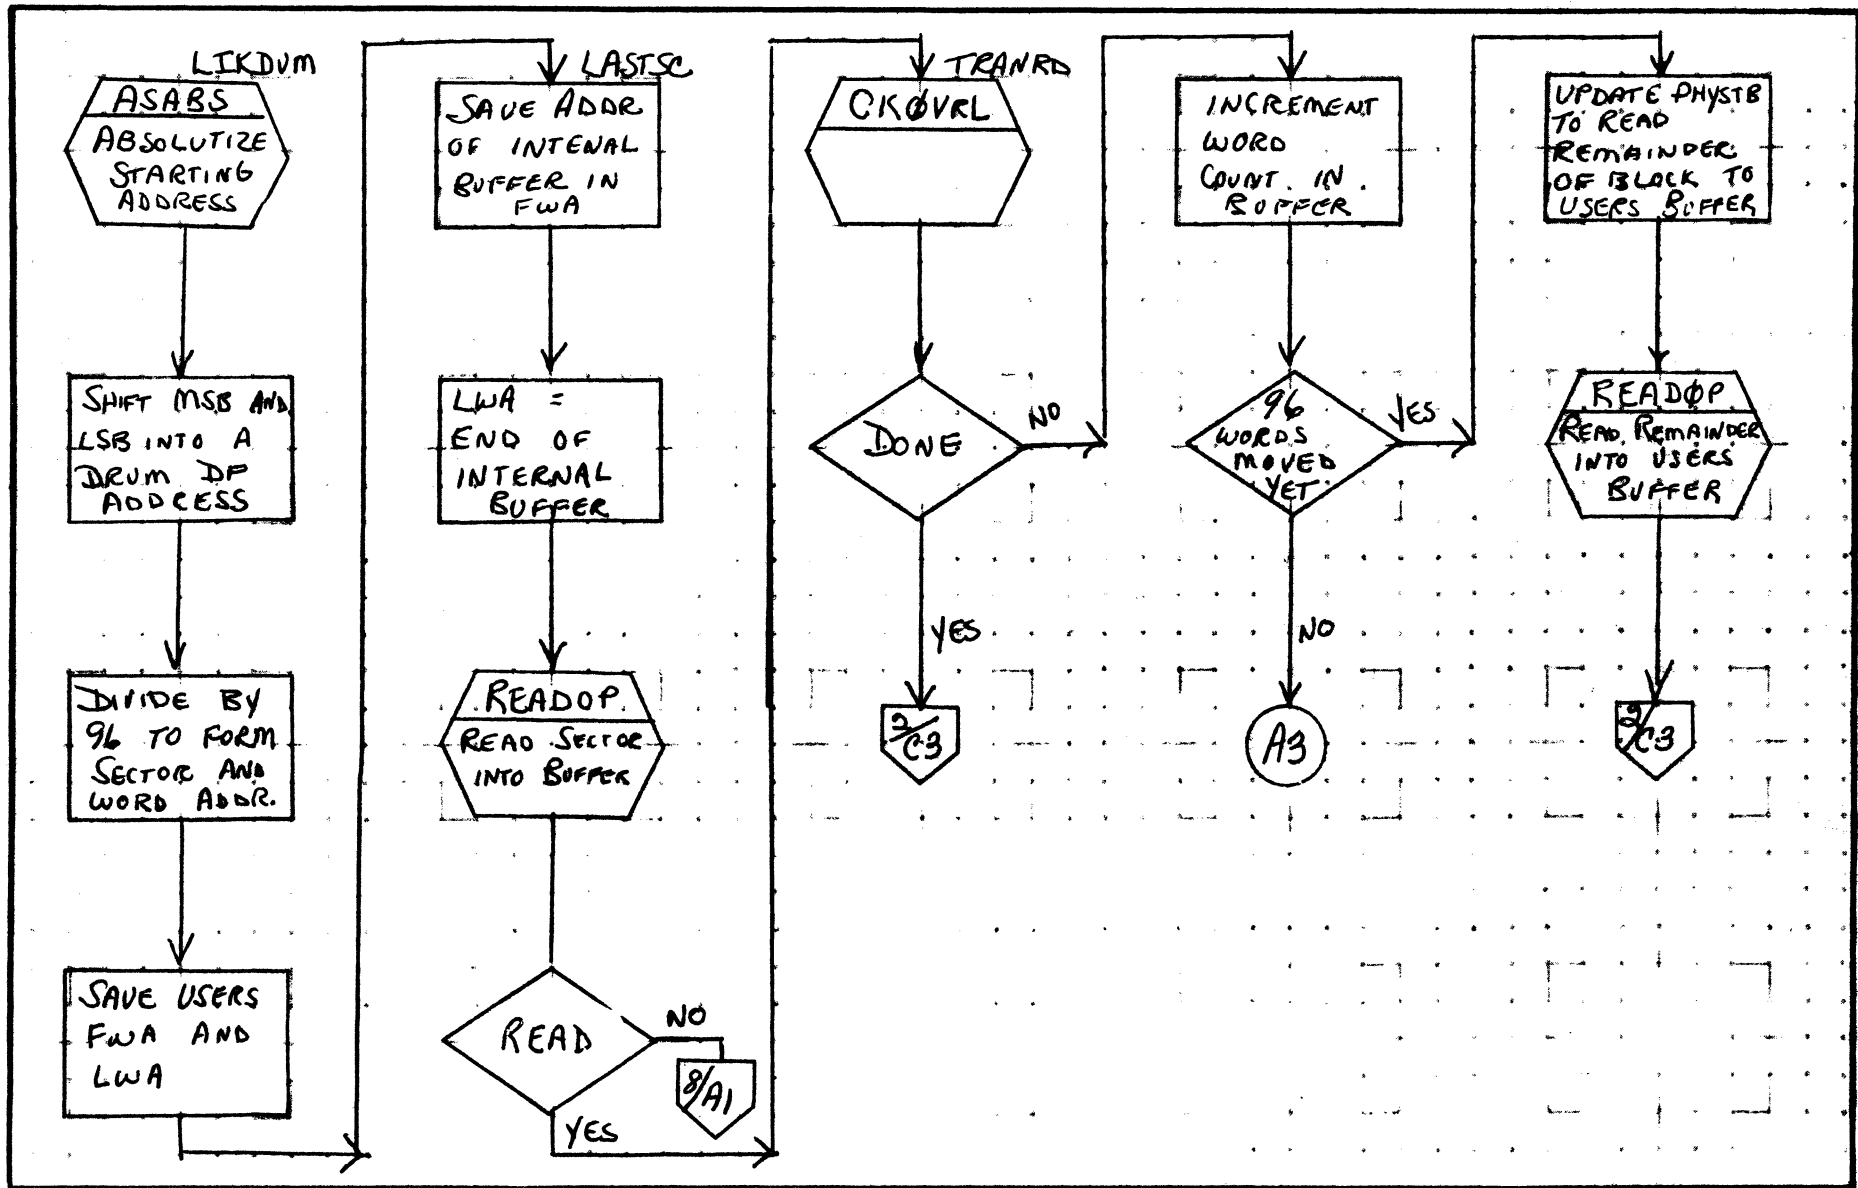 LIKDUM
ASABS
ABSOLUTIZE
STARTING
ADDRESS
SHIFT MSB AND
LSB INTO A
DRUM DP
ADDRESS
DIVIDE BY
96 TO FORM
SECTOR AND
WORD ADDR.
SAVE USERS
FWA AND
LWA
LASTSC
SAVE ADDR
OF INTENAL
BUFFER IN
FWA
LWA =
END OF
INTERNAL
BUFFER
READOP
READ SECTOR
INTO BUFFER
READ
NO
8/A1
YES
TRANRD
CKØVRL
DONE
NO
YES
2/C3
INCREMENT
WORD
COUNT IN
BUFFER
96
WORDS
MOVED
YET
YES
NO
A3
UPDATE PHYSTB
TO READ
REMAINDER
OF BLOCK TO
USERS BUFFER
READØP
READ REMAINDER
INTO USERS
BUFFER
2/C3